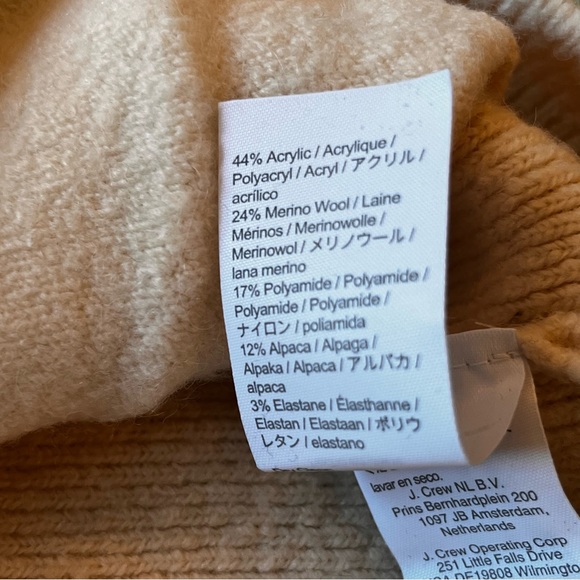 44% Acrylic / Acrylique /
Polyacryl / Acryl / アクリル /
acrílico
24% Merino Wool / Laine
Mérinos / Merinowolle /
Merinowol / メリノウール /
lana merino
17% Polyamide / Polyamide /
Polyamide / Polyamide /
ナイロン / poliamida
12% Alpaca / Alpaga /
Alpaka / Alpaca / アルパカ /
alpaca
3% Elastane / Élasthanne /
Elastan / Elastaan / ポリウ
レタン / elastano
lavar en seco.
J. Crew NL B.V.
Prins Bernhardplein 200
1097 JB Amsterdam,
Netherlands
J. Crew Operating Corp
251 Little Falls Drive
DE19808 Wilmington